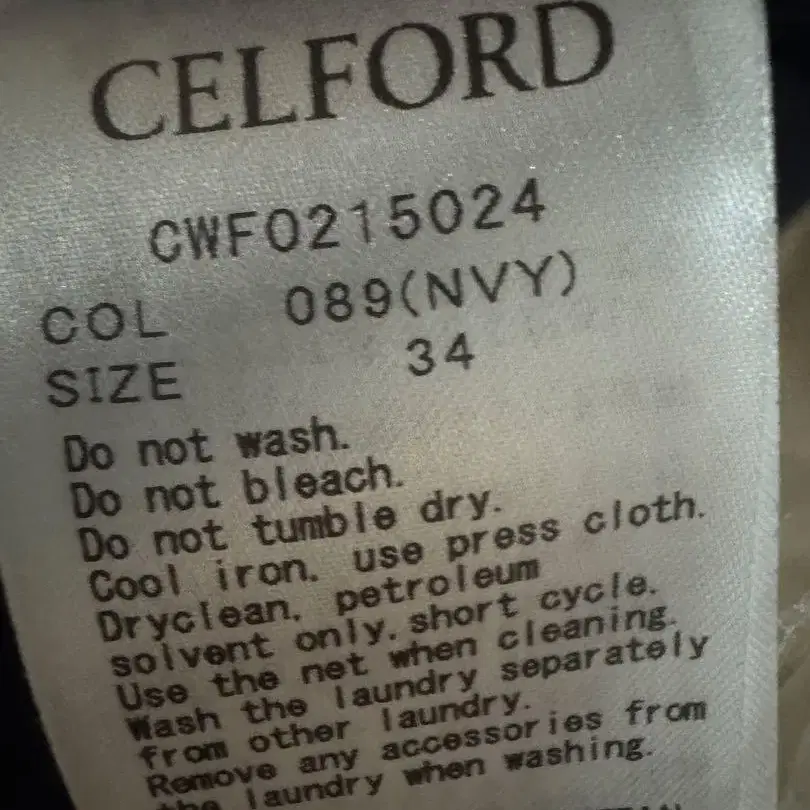 CELFORD
CWFO215024
COL 089(NVY)
SIZE 34
Do not wash.
Do not bleach.
Do not tumble dry.
Cool iron. use press cloth.
Dryclean. petroleum
solvent only. short cycle.
Use the net when cleaning.
Wash the laundry separately
from other laundry.
Remove any accessories from
the laundry when washing.